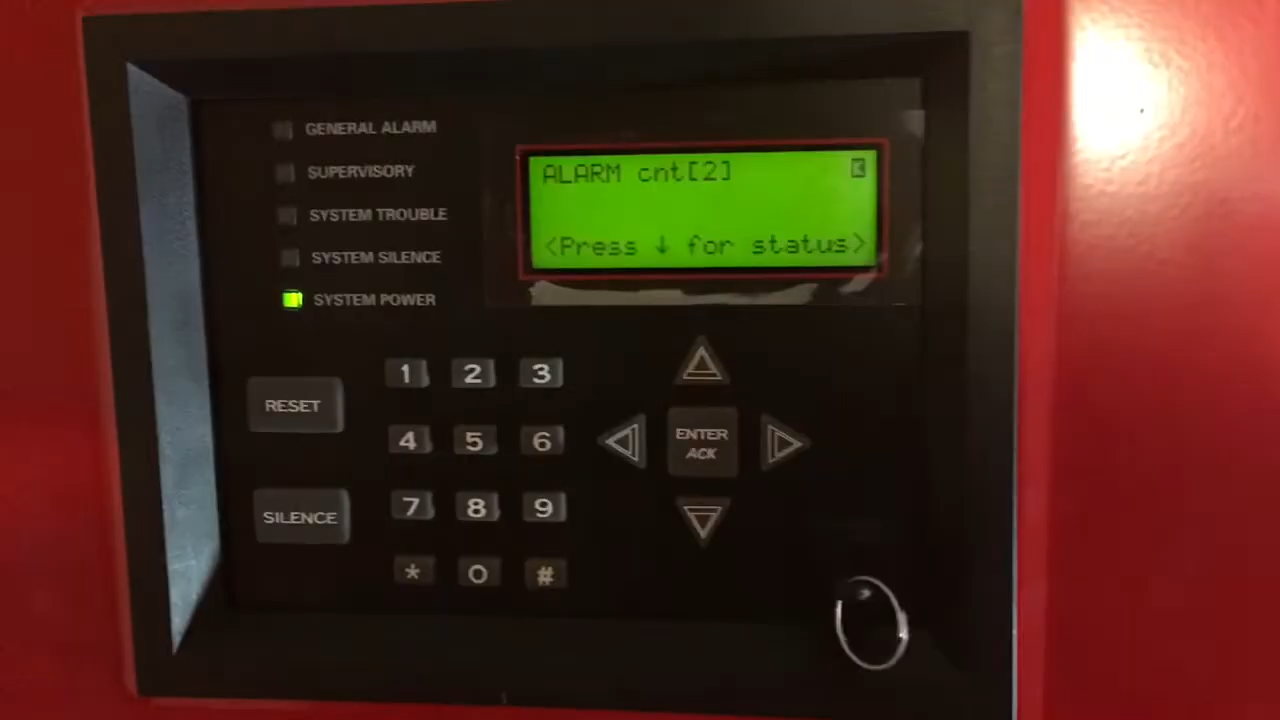 GENERAL ALARM
SUPERVISORY
SYSTEM TROUBLE
SYSTEM SILENCE
SYSTEM POWER
ALARM cnt[2] K
<Press ↓ for status>
RESET
SILENCE
1 2 3
4 5 6
7 8 9
* 0 #
ENTER
ACK